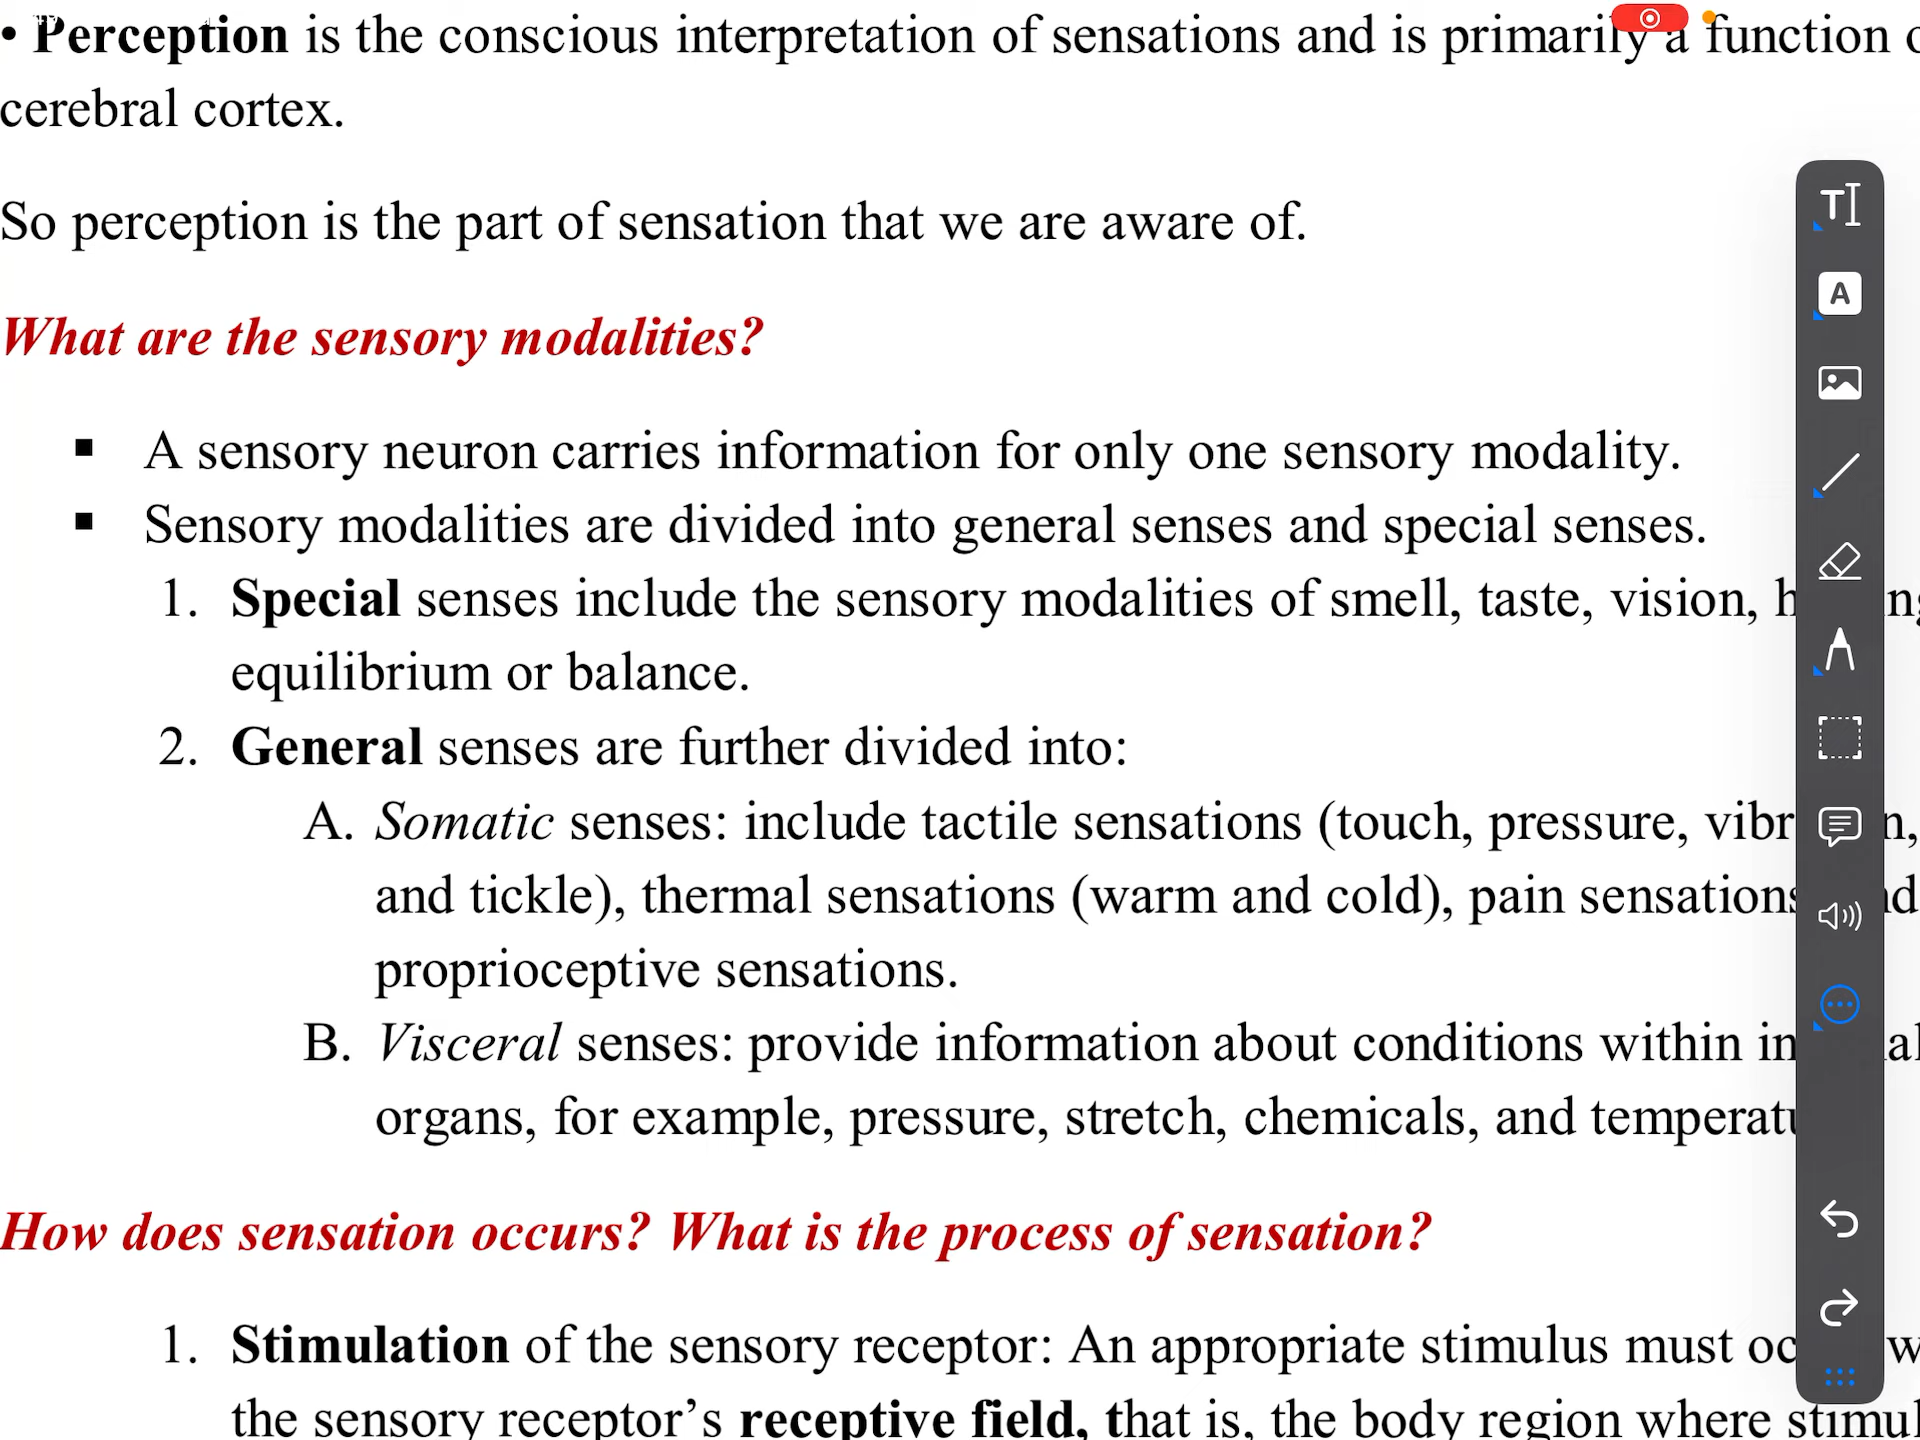 • Perception is the conscious interpretation of sensations and is primarily a function
cerebral cortex.
So perception is the part of sensation that we are aware of.
What are the sensory modalities?
▪ A sensory neuron carries information for only one sensory modality.
▪ Sensory modalities are divided into general senses and special senses.
1. Special senses include the sensory modalities of smell, taste, vision,
equilibrium or balance.
2. General senses are further divided into:
A. Somatic senses: include tactile sensations (touch, pressure,
and tickle), thermal sensations (warm and cold), pain sensations
proprioceptive sensations.
B. Visceral senses: provide information about conditions within
organs, for example, pressure, stretch, chemicals, and
How does sensation occurs? What is the process of sensation?
1. Stimulation of the sensory receptor: An appropriate stimulus must
the sensory receptor’s receptive field, that is, the body region where
T
A